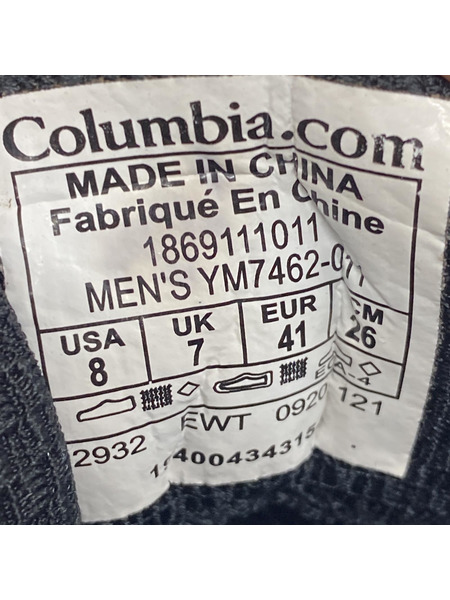 Columbia.com
MADE IN CHINA
Fabriqué En Chine
1869111011
MEN'S YM7462-011
USA UK EUR CM
8 7 41 26
2932 EWT 0920 121